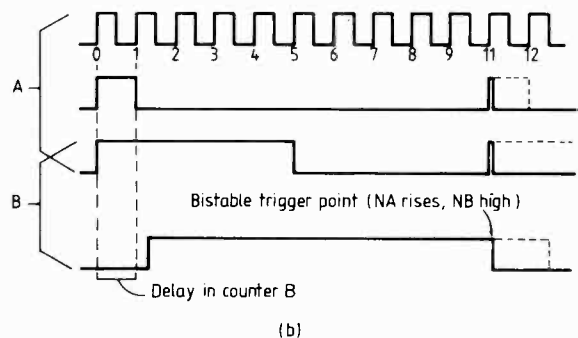 0 1 2 3 4 5 6 7 8 9 11 12
A
B
Bistable trigger point (NA rises, NB high)
Delay in counter B
(b)